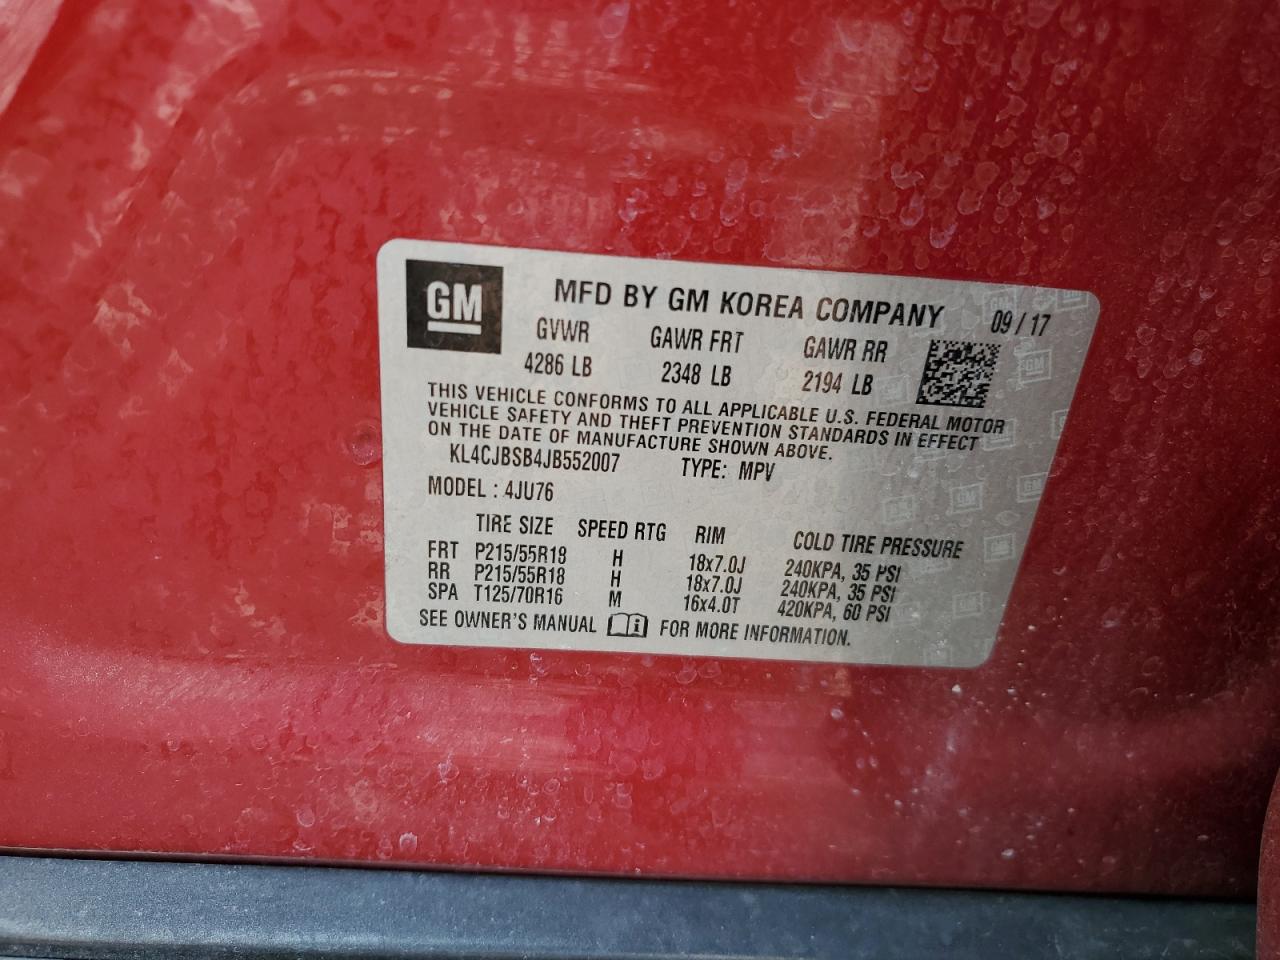 GM
MFD BY GM KOREA COMPANY 09 / 17
GVWR GAWR FRT GAWR RR
4286 LB 2348 LB 2194 LB
THIS VEHICLE CONFORMS TO ALL APPLICABLE U.S. FEDERAL MOTOR
VEHICLE SAFETY AND THEFT PREVENTION STANDARDS IN EFFECT
ON THE DATE OF MANUFACTURE SHOWN ABOVE.
KL4CJBSB4JB552007 TYPE: MPV
MODEL : 4JU76
TIRE SIZE SPEED RTG RIM COLD TIRE PRESSURE
FRT P215/55R18 H 18x7.0J 240KPA, 35 PSI
RR P215/55R18 H 18x7.0J 240KPA, 35 PSI
SPA T125/70R16 M 16x4.0T 420KPA, 60 PSI
SEE OWNER'S MANUAL i FOR MORE INFORMATION.